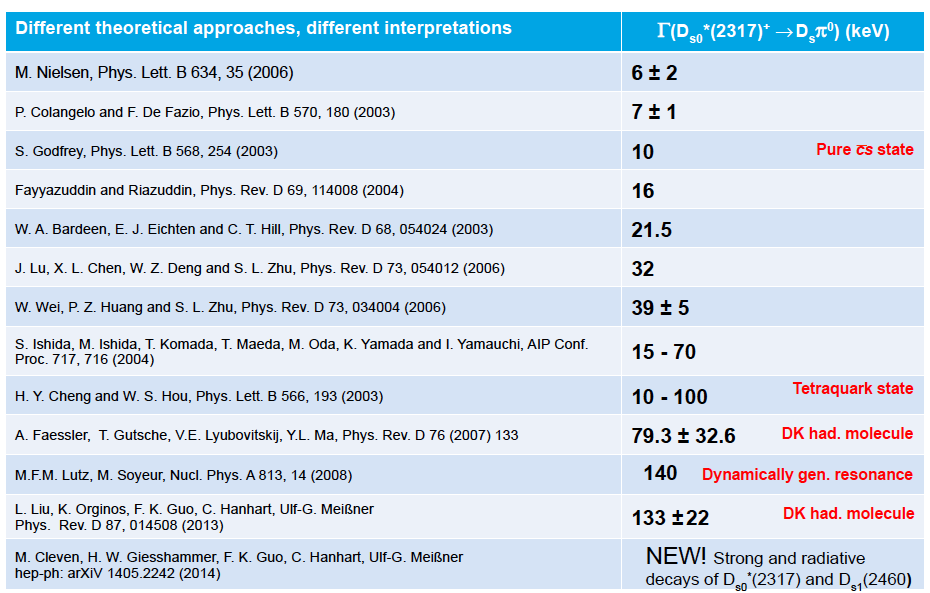 Different theoretical approaches, different interpretations
Γ(Ds0*(2317)+ →Dsπ0) (keV)
M. Nielsen, Phys. Lett. B 634, 35 (2006)
6 ± 2
P. Colangelo and F. De Fazio, Phys. Lett. B 570, 180 (2003)
7 ± 1
S. Godfrey, Phys. Lett. B 568, 254 (2003)
10
Pure c̅s state
Fayyazuddin and Riazuddin, Phys. Rev. D 69, 114008 (2004)
16
W. A. Bardeen, E. J. Eichten and C. T. Hill, Phys. Rev. D 68, 054024 (2003)
21.5
J. Lu, X. L. Chen, W. Z. Deng and S. L. Zhu, Phys. Rev. D 73, 054012 (2006)
32
W. Wei, P. Z. Huang and S. L. Zhu, Phys. Rev. D 73, 034004 (2006)
39 ± 5
S. Ishida, M. Ishida, T. Komada, T. Maeda, M. Oda, K. Yamada and I. Yamauchi, AIP Conf.
Proc. 717, 716 (2004)
15 - 70
H. Y. Cheng and W. S. Hou, Phys. Lett. B 566, 193 (2003)
10 - 100
Tetraquark state
A. Faessler, T. Gutsche, V.E. Lyubovitskij, Y.L. Ma, Phys. Rev. D 76 (2007) 133
79.3 ± 32.6
DK had. molecule
M.F.M. Lutz, M. Soyeur, Nucl. Phys. A 813, 14 (2008)
140
Dynamically gen. resonance
L. Liu, K. Orginos, F. K. Guo, C. Hanhart, Ulf-G. Meißner
Phys. Rev. D 87, 014508 (2013)
133 ±22
DK had. molecule
M. Cleven, H. W. Giesshammer, F. K. Guo, C. Hanhart, Ulf-G. Meißner
hep-ph: arXiV 1405.2242 (2014)
NEW! Strong and radiative
decays of Ds0*(2317) and Ds1(2460)